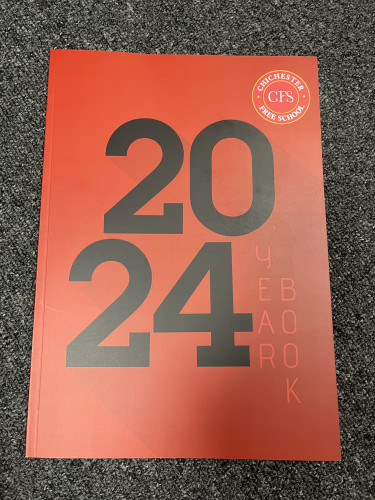 CHICHESTER
CFS
FREE SCHOOL
20
24
YEAR
BOOK